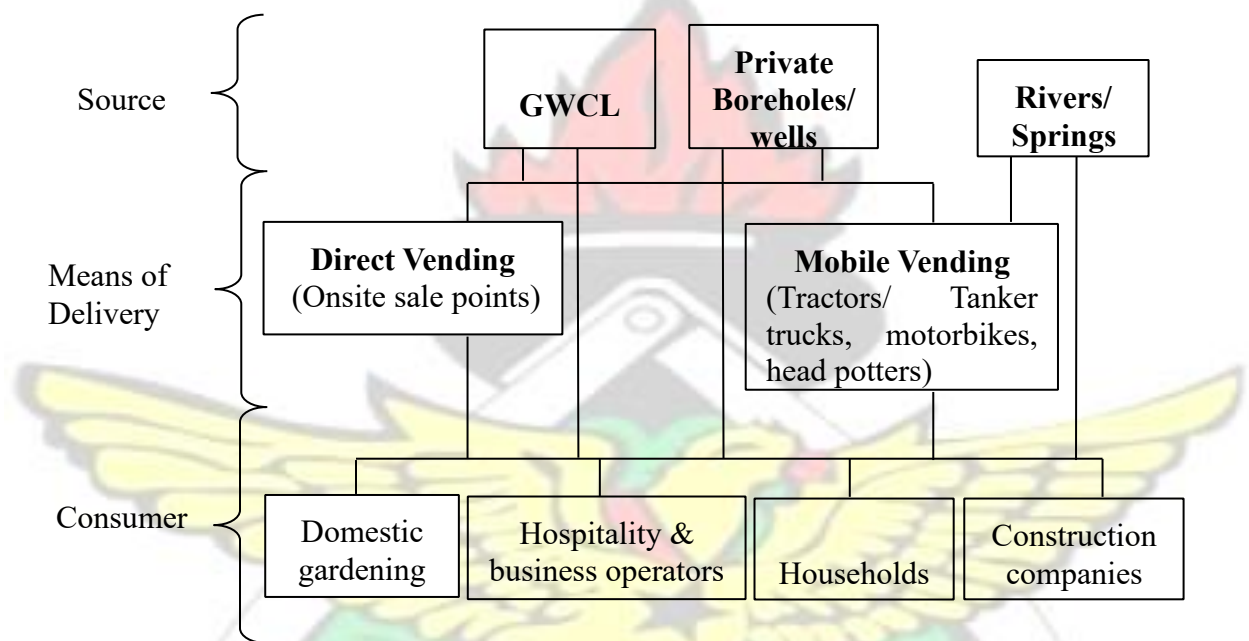 Source
GWCL
Private
Boreholes/
wells
Rivers/
Springs
Means of
Delivery
Direct Vending
(Onsite sale points)
Mobile Vending
(Tractors/ Tanker
trucks, motorbikes,
head potters)
Consumer
Domestic
gardening
Hospitality &
business operators
Households
Construction
companies